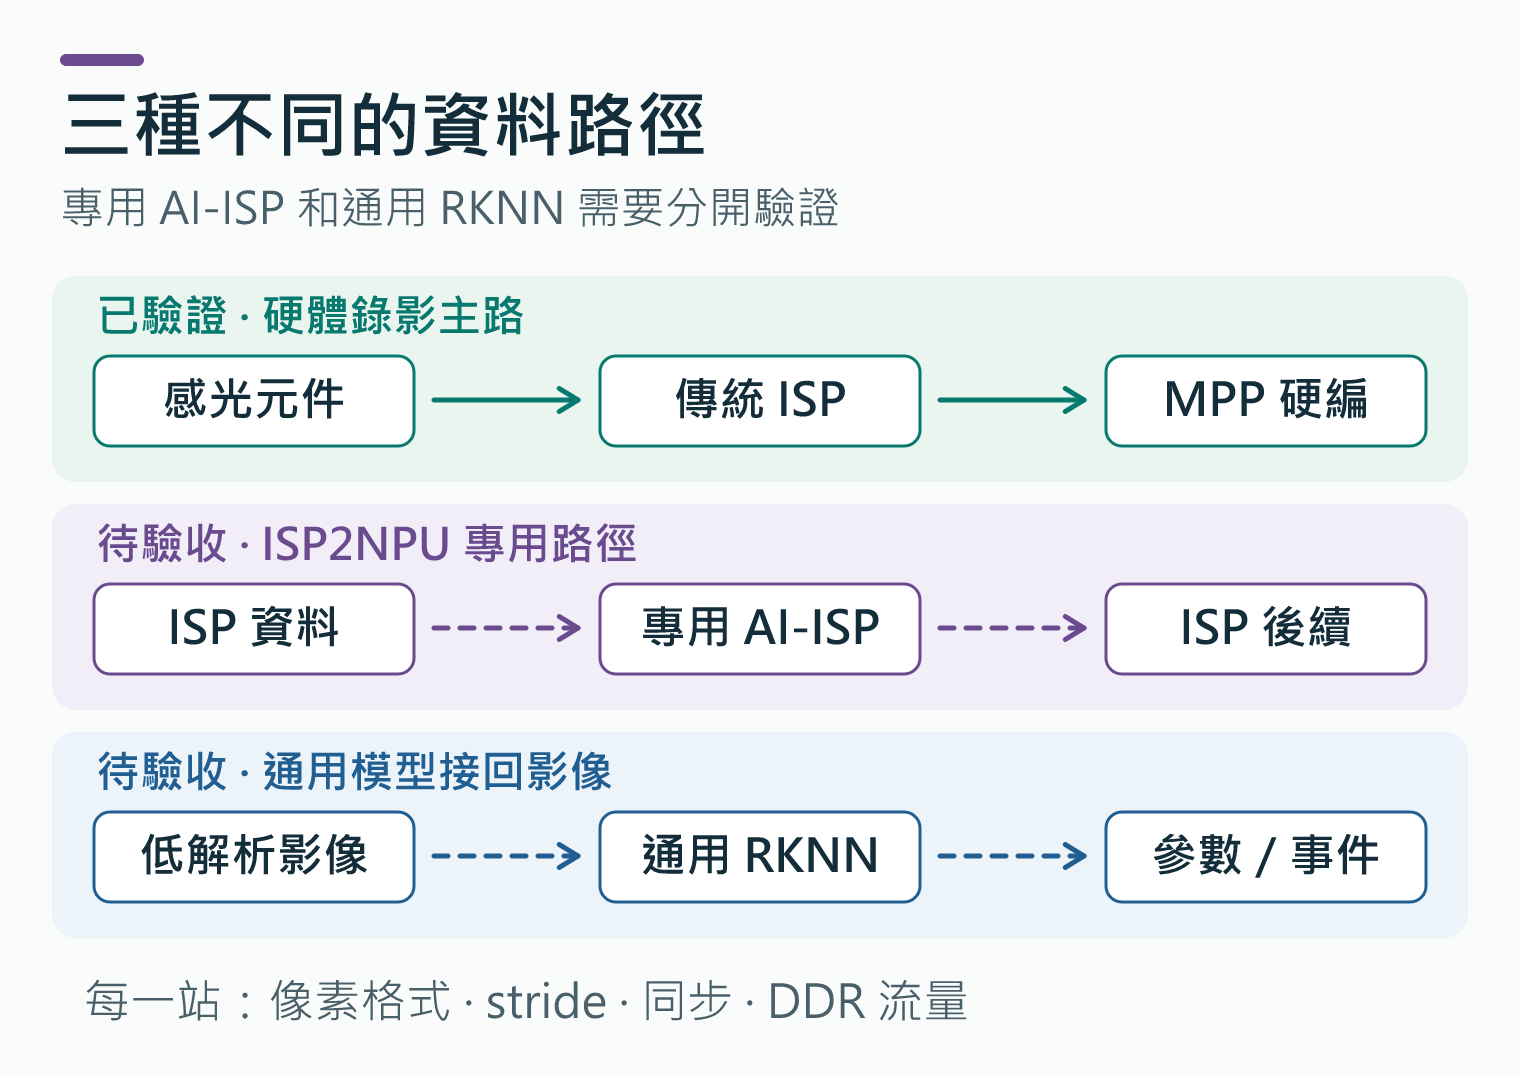 三種不同的資料路徑
專用 AI-ISP 和通用 RKNN 需要分開驗證
已驗證 · 硬體錄影主路
感光元件
傳統 ISP
MPP 硬編
待驗收 · ISP2NPU 專用路徑
ISP 資料
專用 AI-ISP
ISP 後續
待驗收 · 通用模型接回影像
低解析影像
通用 RKNN
參數 / 事件
每一站：像素格式 · stride · 同步 · DDR 流量